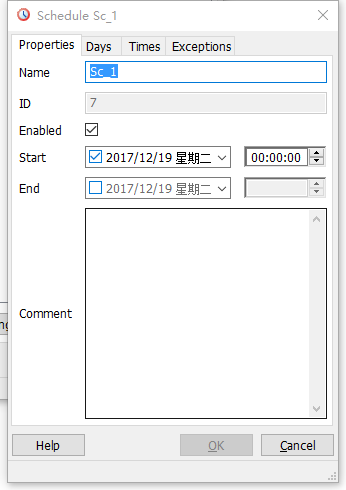 Schedule Sc_1
Properties Days Times Exceptions
Name Sc_1
ID 7
Enabled
Start 2017/12/19 星期二 00:00:00
End 2017/12/19 星期二
Comment
Help OK Cancel